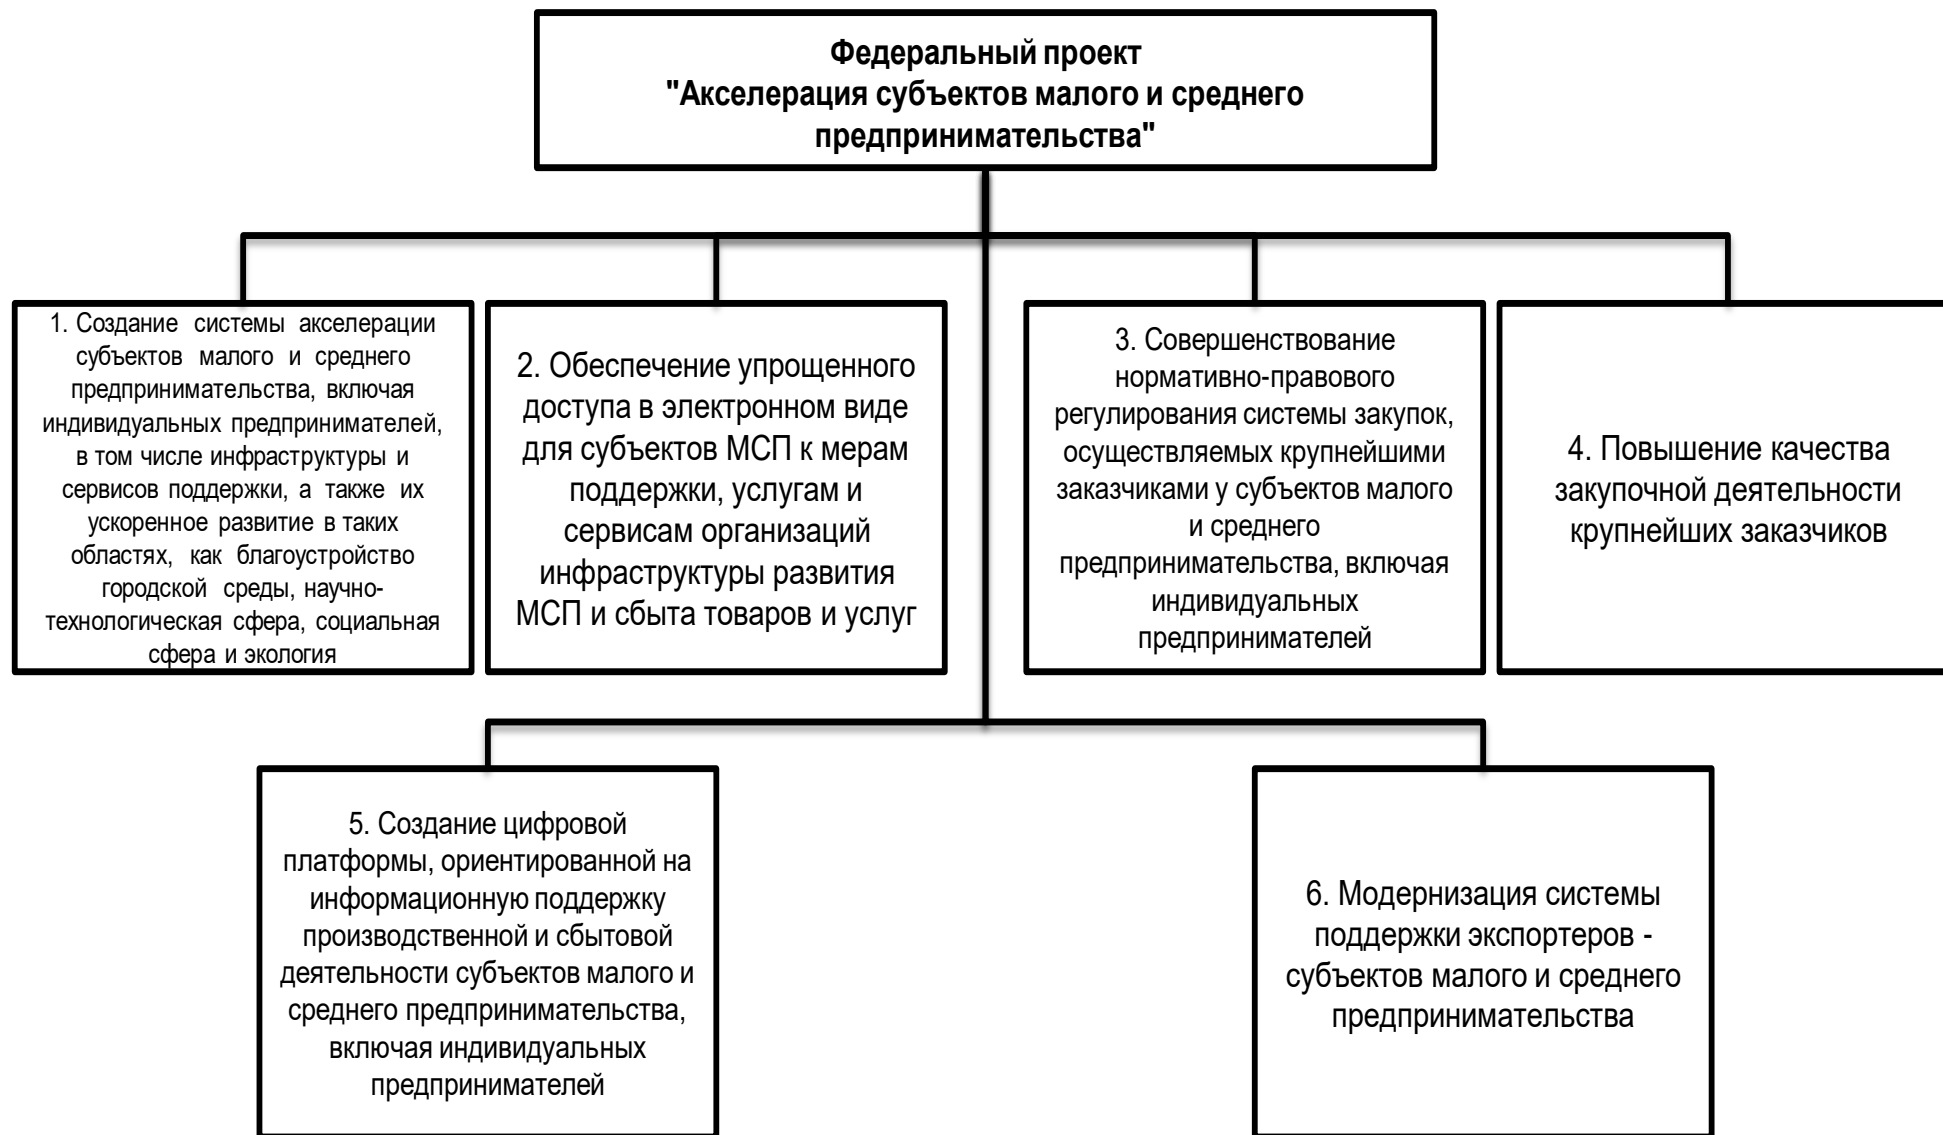 Федеральный проект
"Акселерация субъектов малого и среднего
предпринимательства"
1. Создание системы акселерации
субъектов малого и среднего
предпринимательства, включая
индивидуальных предпринимателей,
в том числе инфраструктуры и
сервисов поддержки, а также их
ускоренное развитие в таких
областях, как благоустройство
городской среды, научно-
технологическая сфера, социальная
сфера и экология
2. Обеспечение упрощенного
доступа в электронном виде
для субъектов МСП к мерам
поддержки, услугам и
сервисам организаций
инфраструктуры развития
МСП и сбыта товаров и услуг
3. Совершенствование
нормативно-правового
регулирования системы закупок,
осуществляемых крупнейшими
заказчиками у субъектов малого
и среднего
предпринимательства, включая
индивидуальных
предпринимателей
4. Повышение качества
закупочной деятельности
крупнейших заказчиков
5. Создание цифровой
платформы, ориентированной на
информационную поддержку
производственной и сбытовой
деятельности субъектов малого и
среднего предпринимательства,
включая индивидуальных
предпринимателей
6. Модернизация системы
поддержки экспортеров -
субъектов малого и среднего
предпринимательства